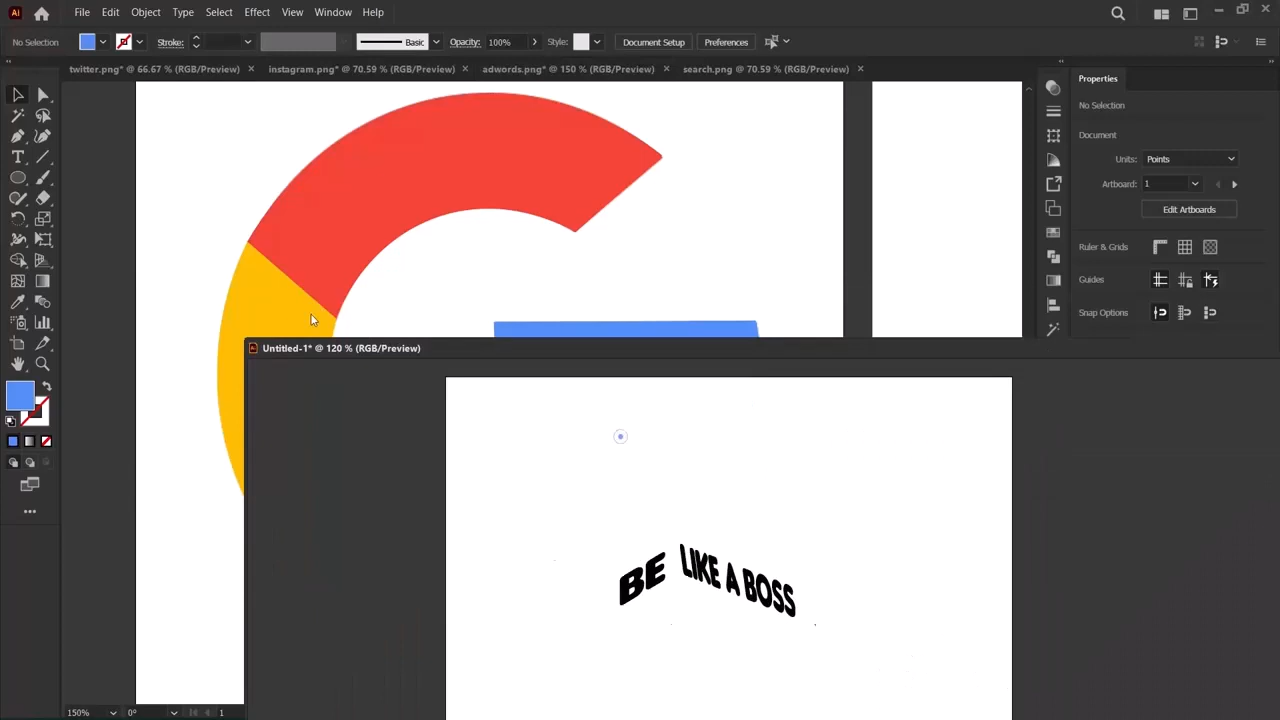 Ai File Edit Object Type Select Effect View Window Help
No Selection Stroke: Basic Opacity: 100% Style: Document Setup Preferences
twitter.png* @ 66.67 % (RGB/Preview) × instagram.png* @ 70.59 % (RGB/Preview) × adwords.png* @ 150 % (RGB/Preview) × search.png @ 70.59 % (RGB/Preview) ×
Properties
No Selection
Document
Units: Points
Artboard: 1
Edit Artboards
Ruler & Grids
Guides
Snap Options
Ai Untitled-1* @ 120 % (RGB/Preview)
BE LIKE A BOSS
150% 0° 1